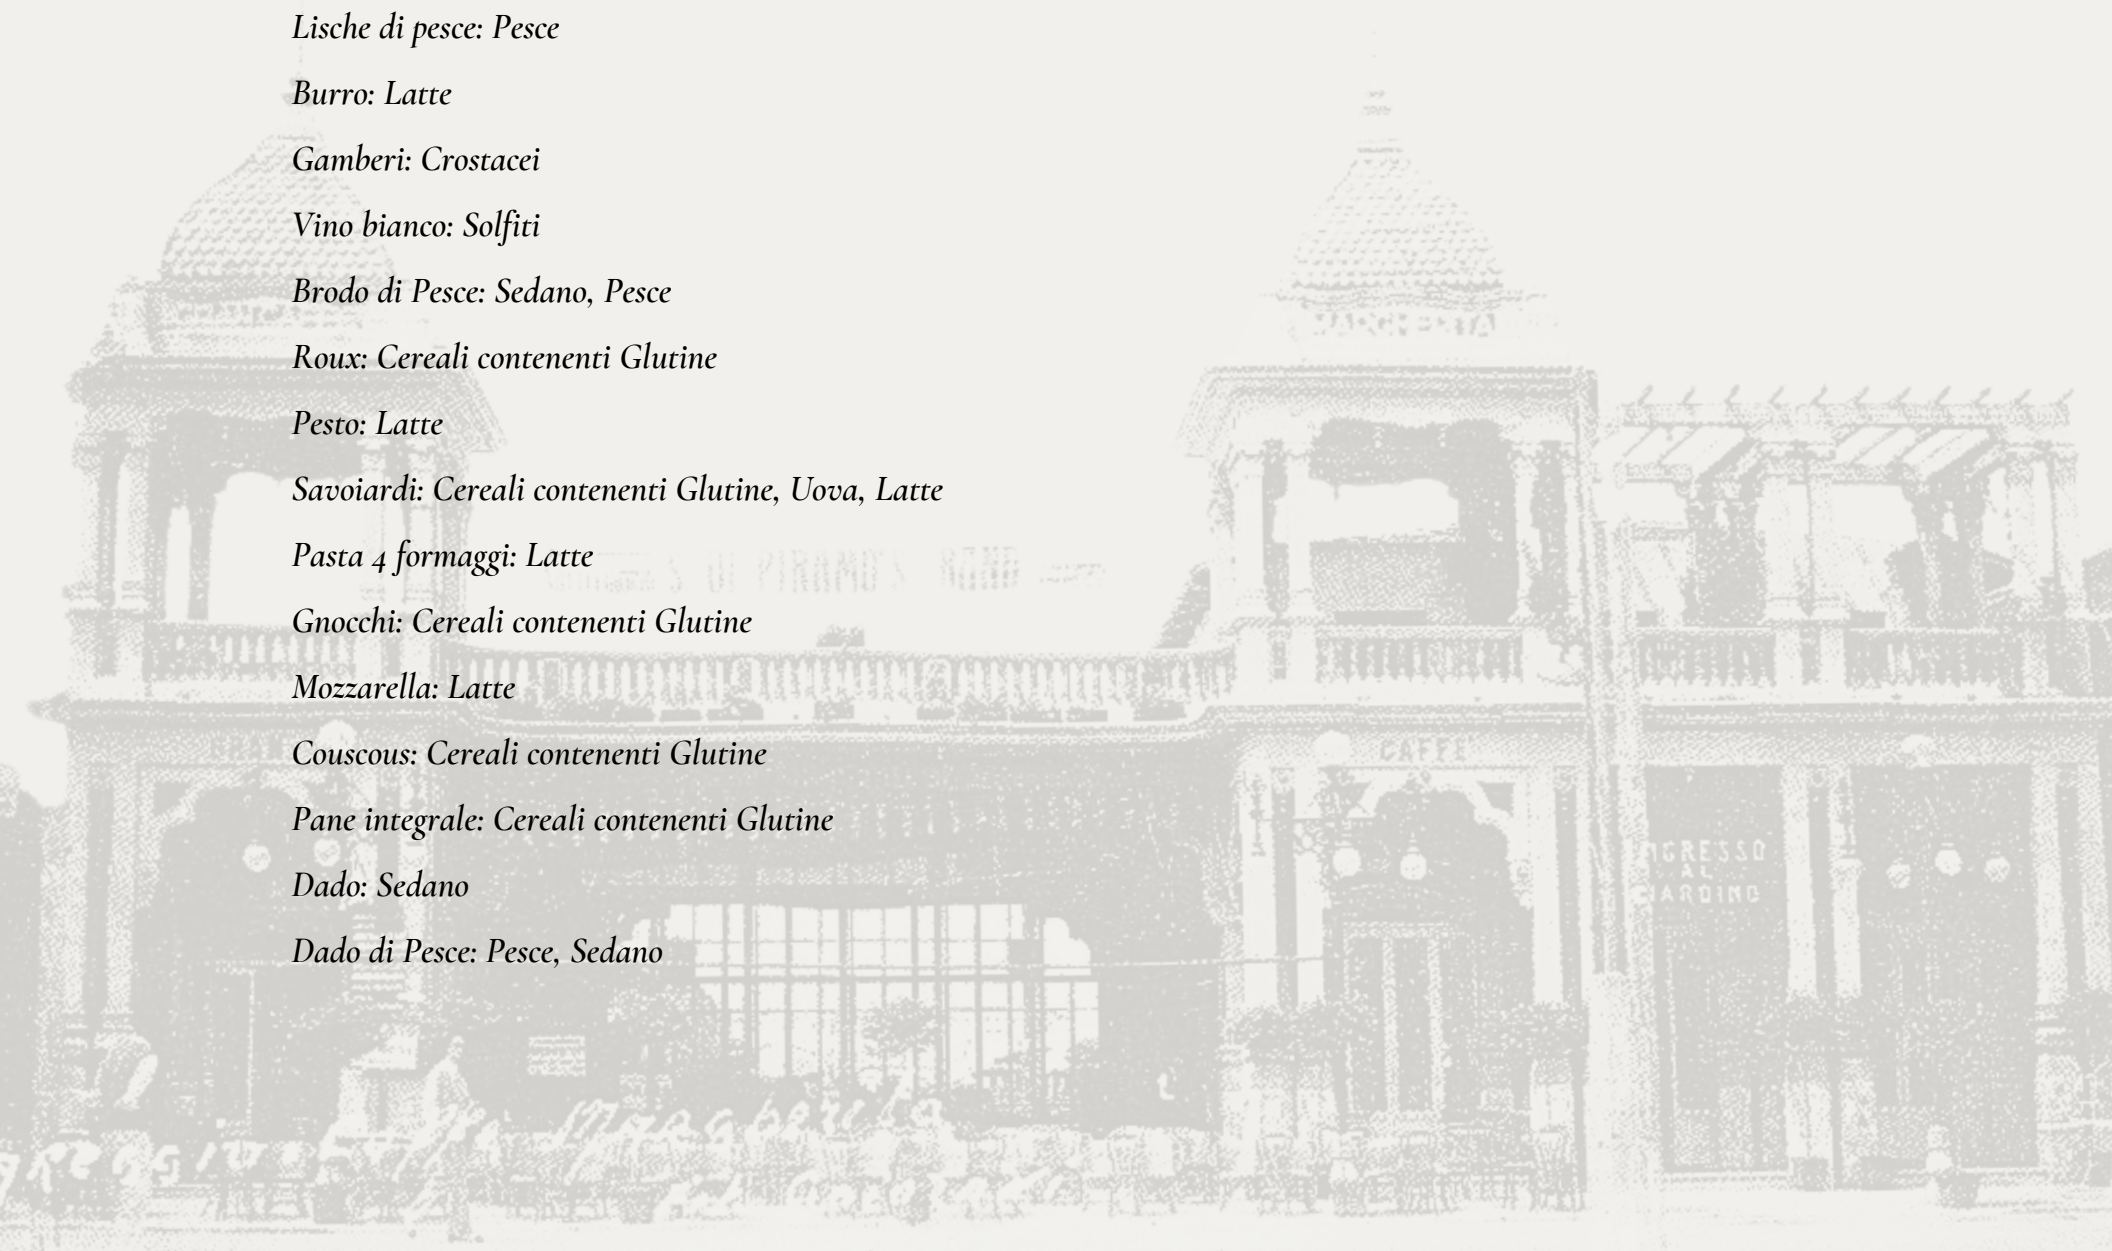 Lische di pesce: Pesce
Burro: Latte
Gamberi: Crostacei
Vino bianco: Solfiti
Brodo di Pesce: Sedano, Pesce
Roux: Cereali contenenti Glutine
Pesto: Latte
Savoiardi: Cereali contenenti Glutine, Uova, Latte
Pasta 4 formaggi: Latte
Gnocchi: Cereali contenenti Glutine
Mozzarella: Latte
Couscous: Cereali contenenti Glutine
Pane integrale: Cereali contenenti Glutine
Dado: Sedano
Dado di Pesce: Pesce, Sedano
CAFFE
AL